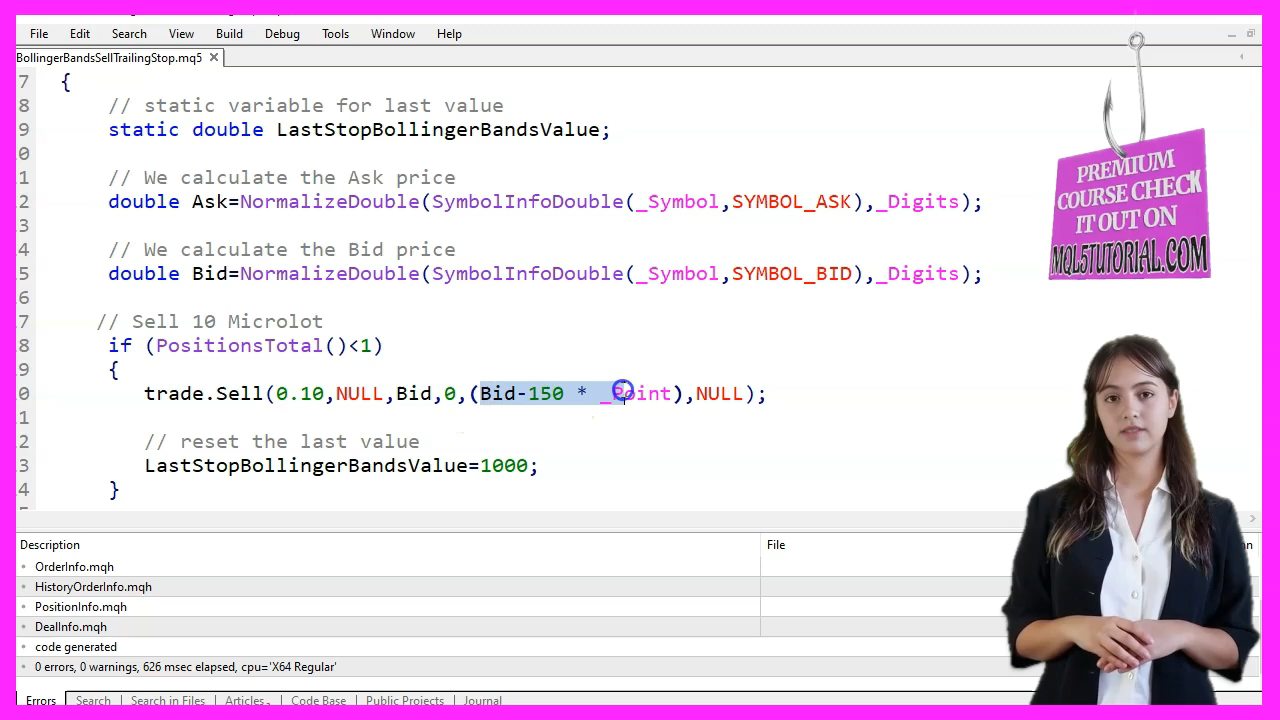 File Edit Search View Build Debug Tools Window Help
BollingerBandsSellTrailingStop.mq5
7 {
8 // static variable for last value
9 static double LastStopBollingerBandsValue;
0
1 // We calculate the Ask price
2 double Ask=NormalizeDouble(SymbolInfoDouble(_Symbol,SYMBOL_ASK),_Digits);
3
4 // We calculate the Bid price
5 double Bid=NormalizeDouble(SymbolInfoDouble(_Symbol,SYMBOL_BID),_Digits);
6
7 // Sell 10 Microlot
8 if (PositionsTotal()<1)
9 {
0 trade.Sell(0.10,NULL,Bid,0,(Bid-150 * _Point),NULL);
1
2 // reset the last value
3 LastStopBollingerBandsValue=1000;
4 }
PREMIUM
COURSE CHECK
IT OUT ON
MQL5TUTORIAL.COM
Description File
OrderInfo.mqh
HistoryOrderInfo.mqh
PositionInfo.mqh
DealInfo.mqh
code generated
0 errors, 0 warnings, 626 msec elapsed, cpu='X64 Regular'
Errors Search Search in Files Articles Code Base Public Projects Journal